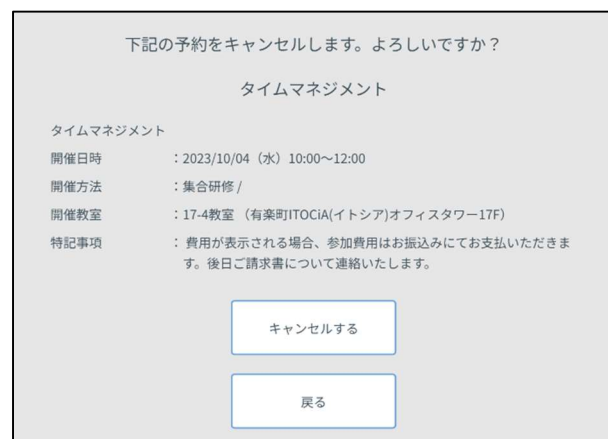 下記の予約をキャンセルします。よろしいですか？
タイムマネジメント
タイムマネジメント
開催日時 ：2023/10/04（水）10:00～12:00
開催方法 ：集合研修 /
開催教室 ：17-4教室 （有楽町ITOCiA(イトシア)オフィスタワー17F）
特記事項 ： 費用が表示される場合、参加費用はお振込みにてお支払いただきま
す。後日ご請求書について連絡いたします。
キャンセルする
戻る